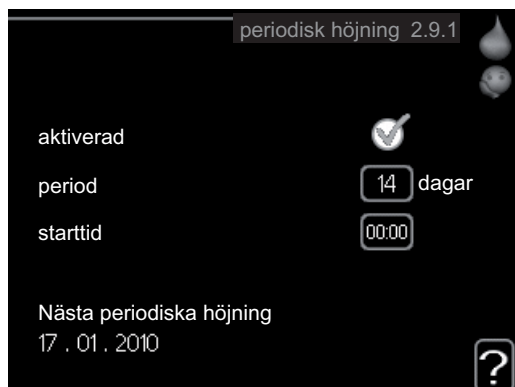 periodisk höjning 2.9.1
aktiverad
period 14 dagar
starttid 00:00
Nästa periodiska höjning
17 . 01 . 2010
?